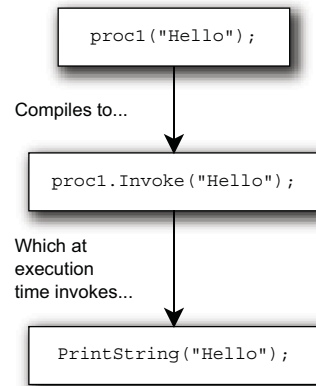 proc1("Hello");
Compiles to...
proc1.Invoke("Hello");
Which at
execution
time invokes...
PrintString("Hello");